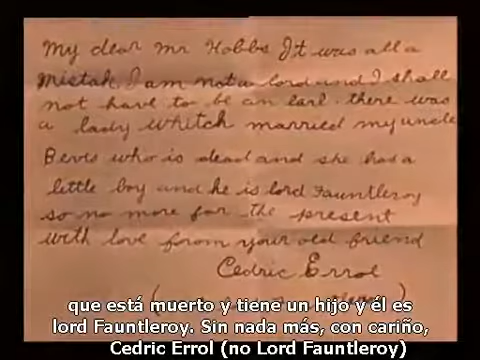 My dear Mr Hobbs It was all a
Mistak I am not a lord and I shall
not have to be an earl. there was
a lady whitch married my uncle
Bevis who is dead and she has a
little boy and he is lord Fauntleroy
so no more for the present
with love from your old friend
Cedric Errol
que está muerto y tiene un hijo y él es
lord Fauntleroy. Sin nada más, con cariño,
Cedric Errol (no Lord Fauntleroy)